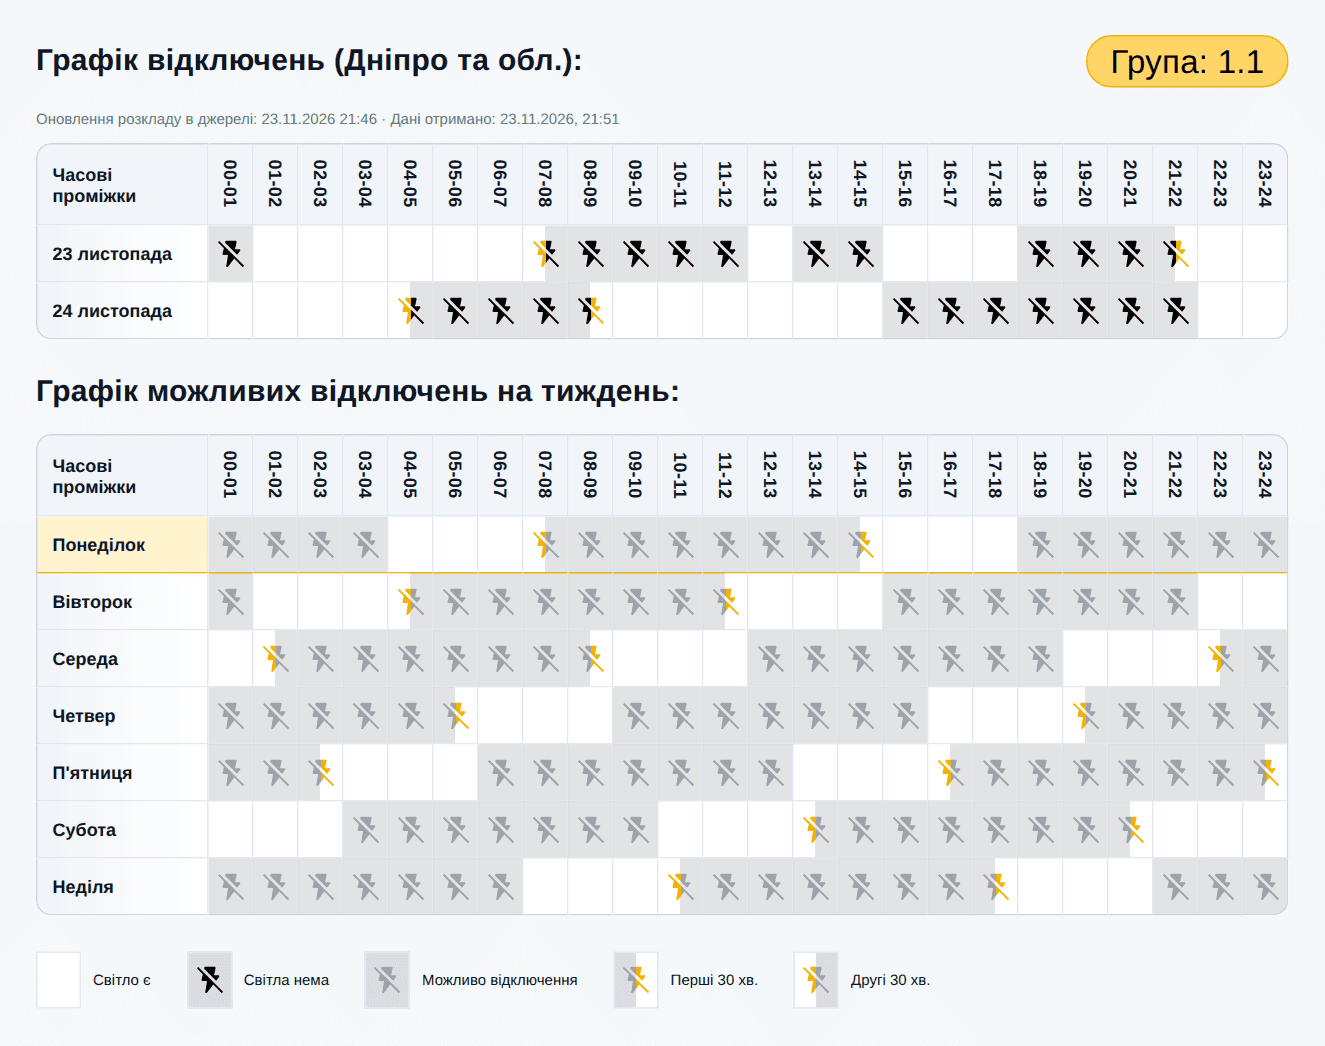 Графік відключень (Дніпро та обл.):
Група: 1.1
Оновлення розкладу в джерелі: 23.11.2026 21:46 · Дані отримано: 23.11.2026, 21:51
Часові проміжки 00-01 01-02 02-03 03-04 04-05 05-06 06-07 07-08 08-09 09-10 10-11 11-12 12-13 13-14 14-15 15-16 16-17 17-18 18-19 19-20 20-21 21-22 22-23 23-24
23 листопада
24 листопада
Графік можливих відключень на тиждень:
Часові проміжки 00-01 01-02 02-03 03-04 04-05 05-06 06-07 07-08 08-09 09-10 10-11 11-12 12-13 13-14 14-15 15-16 16-17 17-18 18-19 19-20 20-21 21-22 22-23 23-24
Понеділок
Вівторок
Середа
Четвер
П'ятниця
Субота
Неділя
Світло є Світла нема Можливо відключення Перші 30 хв. Другі 30 хв.